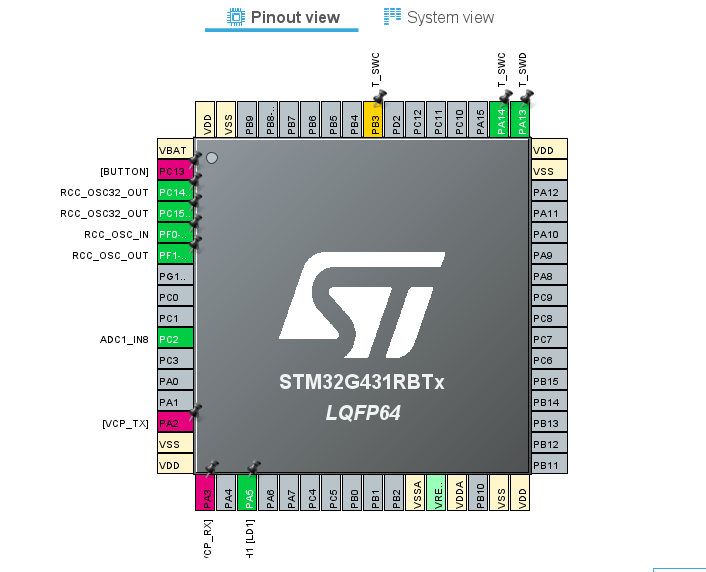 Pinout view
System view
T_SWC
T_SWC
T_SWD
VDD
VSS
PB9
PB8-..
PB7
PB6
PB5
PB4
PB3
PD2
PC12
PC11
PC10
PA15
PA14..
PA13..
VBAT
[BUTTON] PC13
RCC_OSC32_OUT PC14..
RCC_OSC32_OUT PC15..
RCC_OSC_IN PF0-..
RCC_OSC_OUT PF1-..
PG1..
PC0
PC1
ADC1_IN8 PC2
PC3
PA0
PA1
[VCP_TX] PA2
VSS
VDD
STM32G431RBTx
LQFP64
VDD
VSS
PA12
PA11
PA10
PA9
PA8
PC9
PC8
PC7
PC6
PB15
PB14
PB13
PB12
PB11
PA3
PA4
PA5
PA6
PA7
PC4
PC5
PB0
PB1
PB2
VSSA
VRE..
VDDA
PB10
VSS
VDD
VCP_RX]
H1 [LD1]